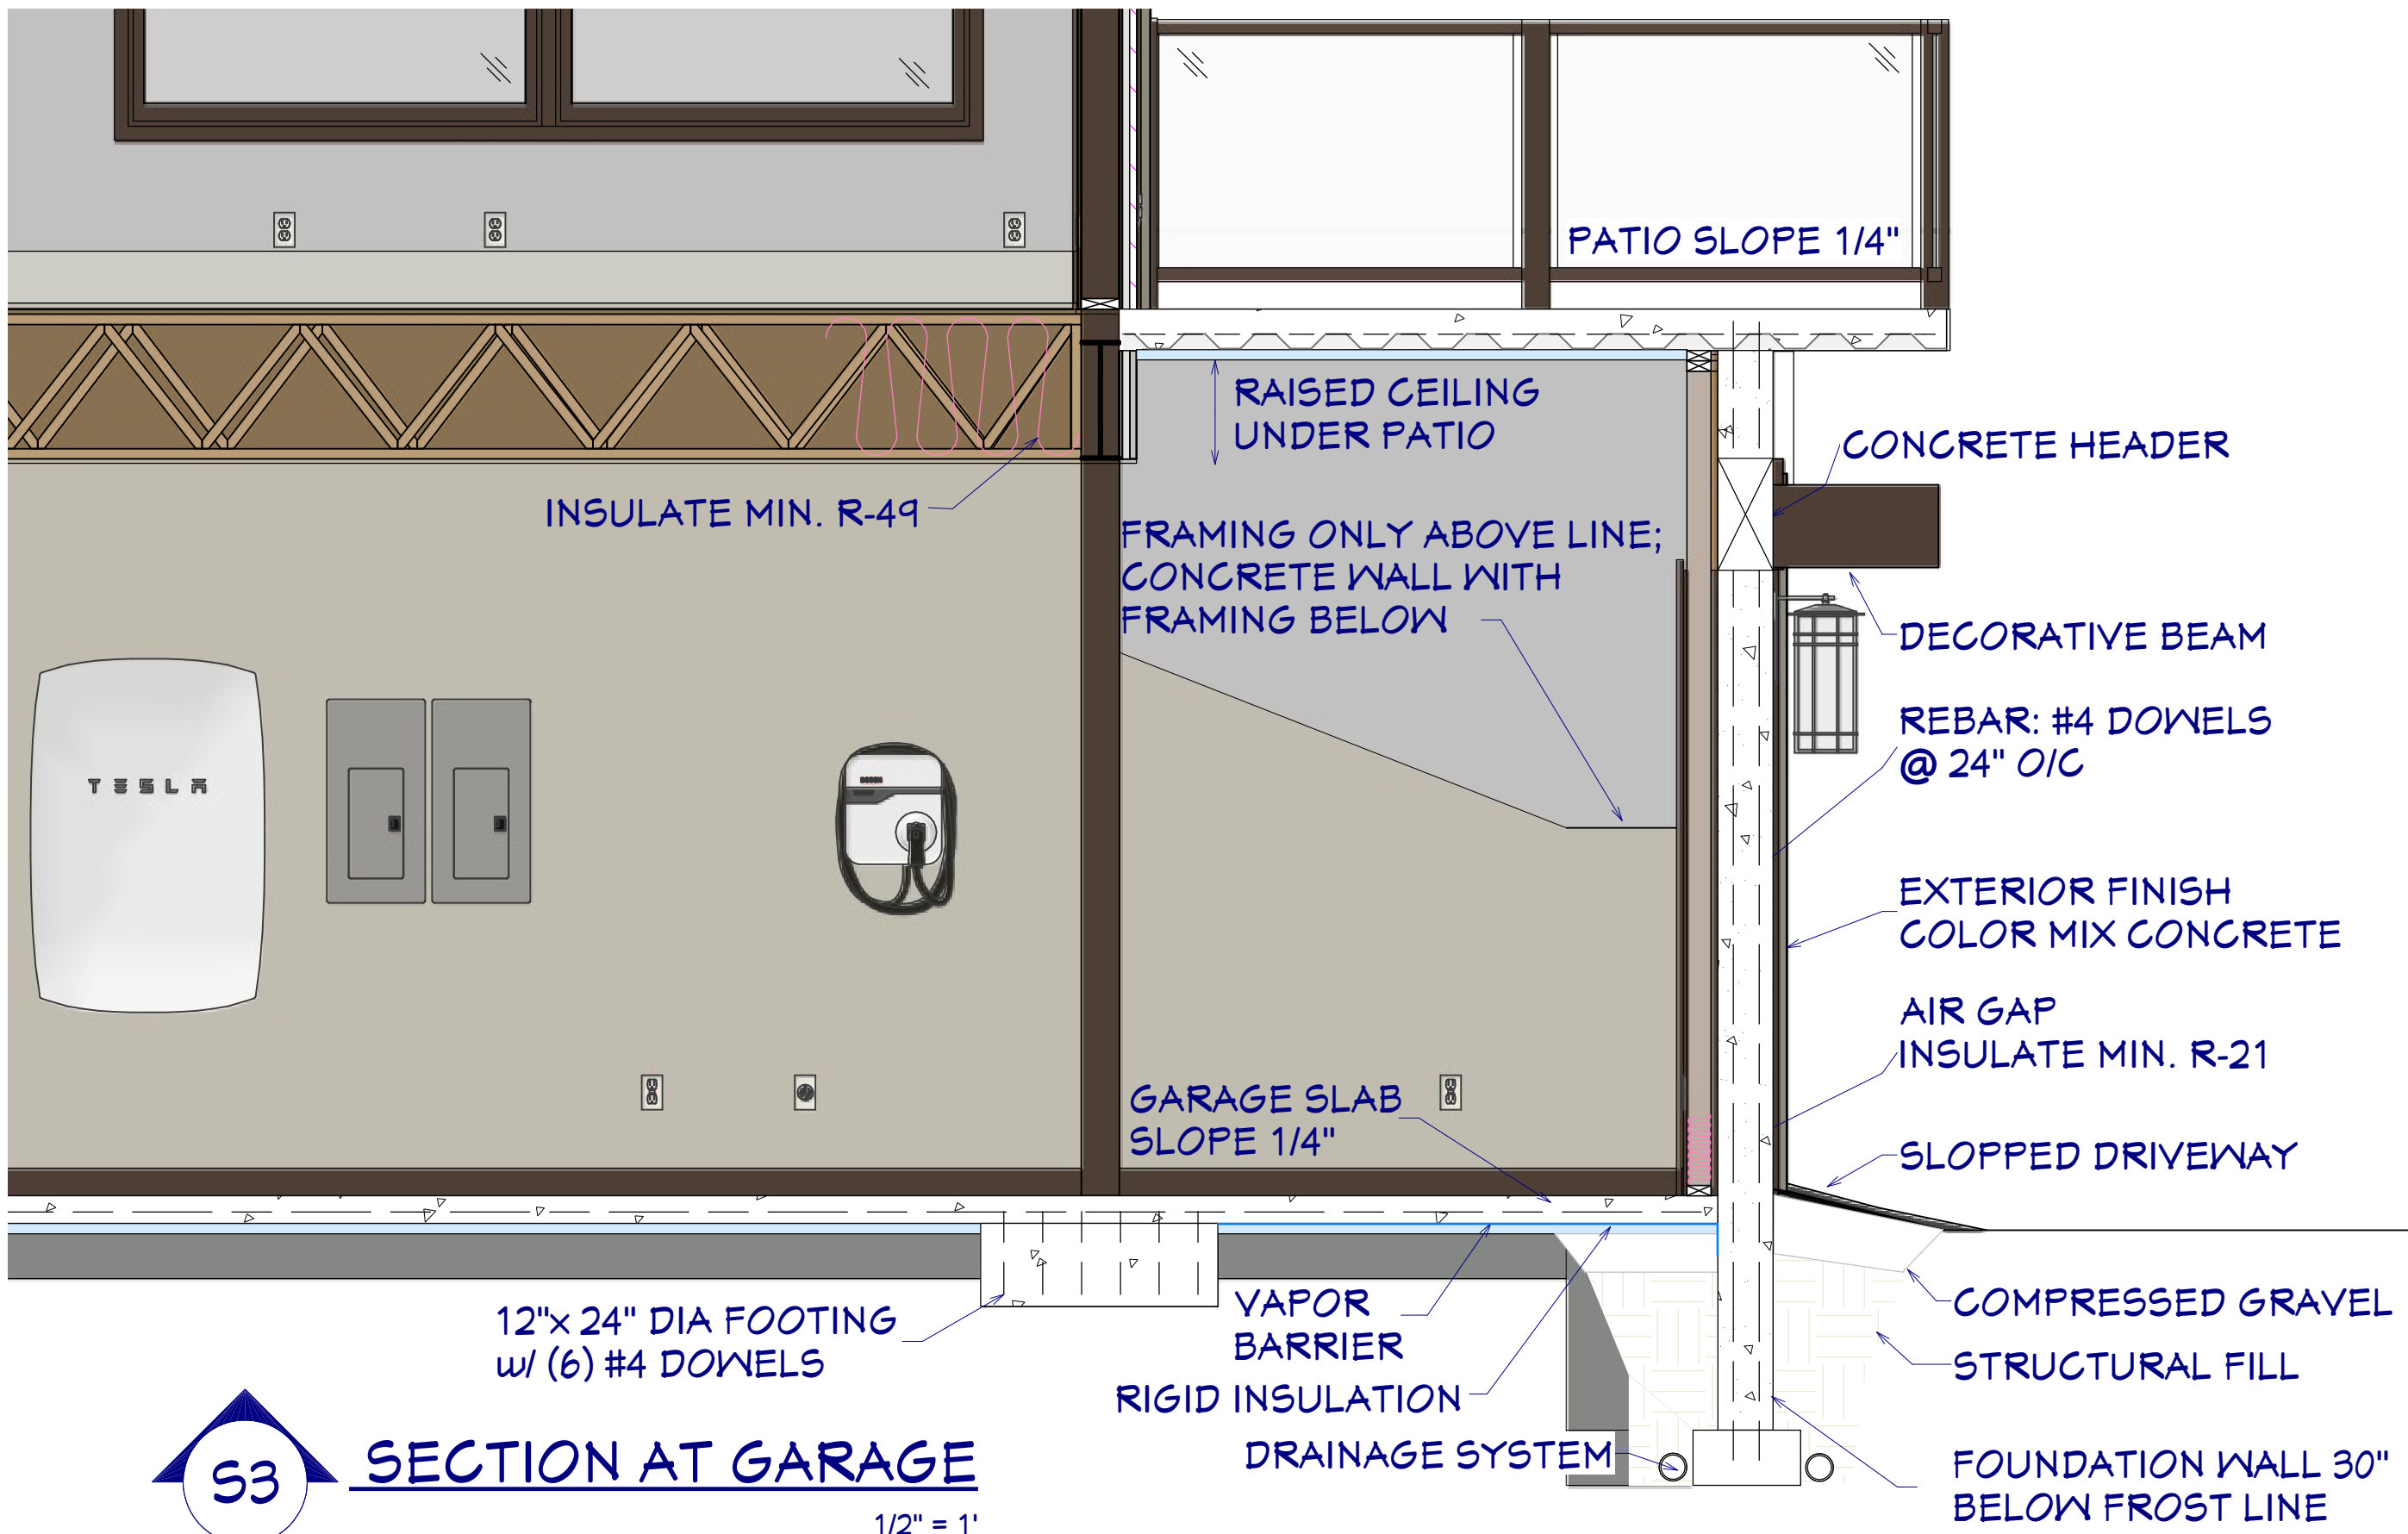 PATIO SLOPE 1/4"
RAISED CEILING
UNDER PATIO
CONCRETE HEADER
INSULATE MIN. R-49
FRAMING ONLY ABOVE LINE;
CONCRETE WALL WITH
FRAMING BELOW
DECORATIVE BEAM
REBAR: #4 DOWELS
@ 24" O/C
TESLA
BOSCH
EXTERIOR FINISH
COLOR MIX CONCRETE
AIR GAP
INSULATE MIN. R-21
GARAGE SLAB
SLOPE 1/4"
SLOPPED DRIVEWAY
12"x 24" DIA FOOTING
w/ (6) #4 DOWELS
VAPOR
BARRIER
RIGID INSULATION
DRAINAGE SYSTEM
COMPRESSED GRAVEL
STRUCTURAL FILL
FOUNDATION WALL 30"
BELOW FROST LINE
S3
SECTION AT GARAGE
1/2" = 1'